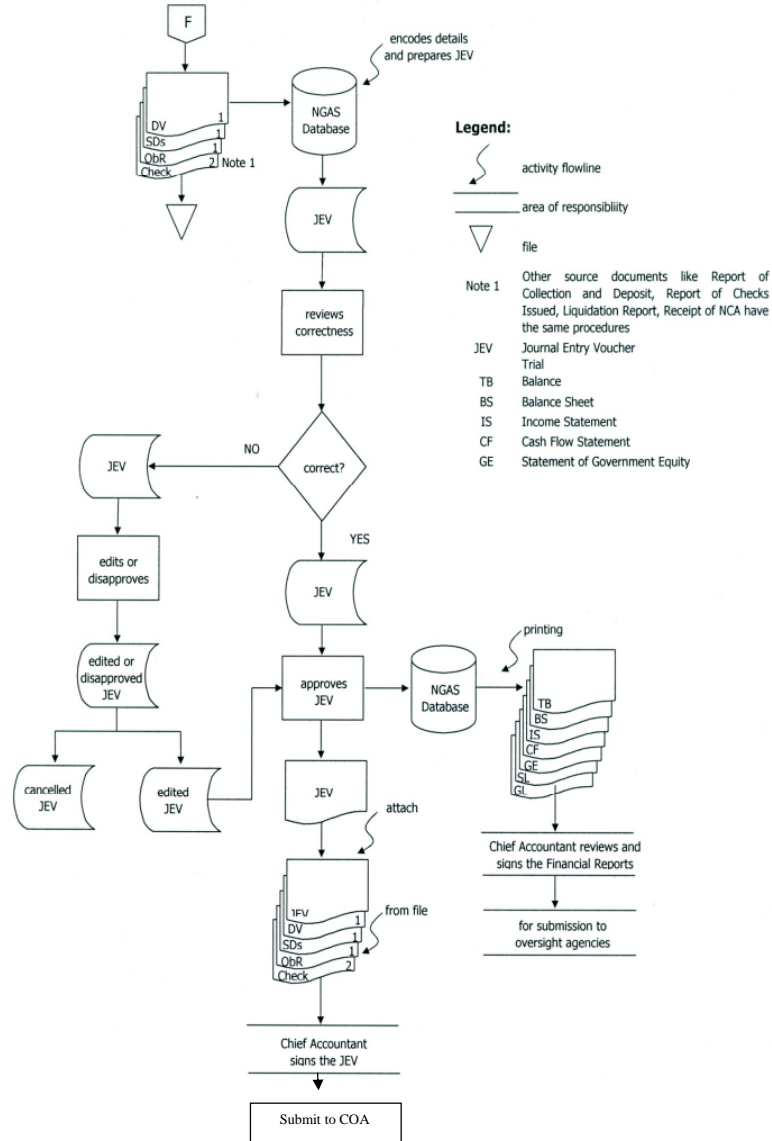 F
encodes details
and prepares JEV
DV 1
SDs 1
ObR 1
Check 2 Note 1
NGAS
Database
JEV
reviews
correctness
correct?
NO
YES
JEV
edits or
disapproves
edited or
disapproved
JEV
cancelled
JEV
edited
JEV
JEV
approves
JEV
NGAS
Database
printing
TB
BS
IS
CF
GE
SL
GL
Chief Accountant reviews and
signs the Financial Reports
for submission to
oversight agencies
JEV
attach
JEV
DV 1
SDs 1
ObR 1
Check 2
from file
Chief Accountant
signs the JEV
Submit to COA
Legend:
activity flowline
area of responsibliity
file
Note 1 Other source documents like Report of
Collection and Deposit, Report of Checks
Issued, Liquidation Report, Receipt of NCA have
the same procedures
JEV Journal Entry Voucher
Trial
TB Balance
BS Balance Sheet
IS Income Statement
CF Cash Flow Statement
GE Statement of Government Equity